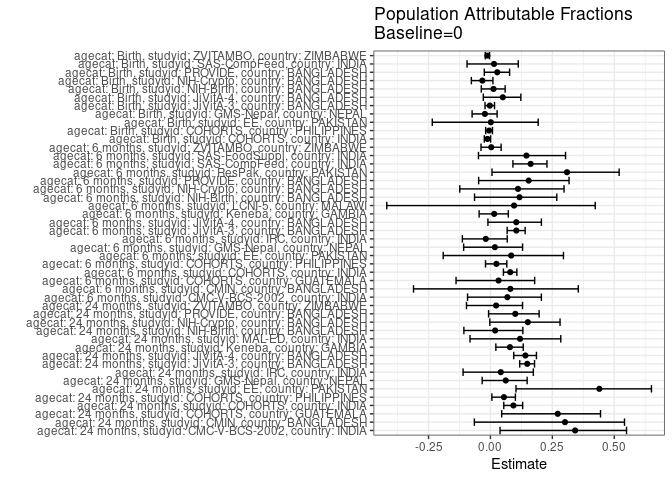 Population Attributable Fractions
Baseline=0
agecat: Birth, studyid: ZVITAMBO, country: ZIMBABWE
agecat: Birth, studyid: SAS-CompFeed, country: INDIA
agecat: Birth, studyid: PROVIDE, country: BANGLADESH
agecat: Birth, studyid: NIH-Crypto, country: BANGLADESH
agecat: Birth, studyid: NIH-Birth, country: BANGLADESH
agecat: Birth, studyid: JiVitA-4, country: BANGLADESH
agecat: Birth, studyid: JiVitA-3, country: BANGLADESH
agecat: Birth, studyid: GMS-Nepal, country: NEPAL
agecat: Birth, studyid: EE, country: PAKISTAN
agecat: Birth, studyid: COHORTS, country: PHILIPPINES
agecat: Birth, studyid: COHORTS, country: INDIA
agecat: 6 months, studyid: ZVITAMBO, country: ZIMBABWE
agecat: 6 months, studyid: SAS-FoodSuppl, country: INDIA
agecat: 6 months, studyid: SAS-CompFeed, country: INDIA
agecat: 6 months, studyid: ResPak, country: PAKISTAN
agecat: 6 months, studyid: PROVIDE, country: BANGLADESH
agecat: 6 months, studyid: NIH-Crypto, country: BANGLADESH
agecat: 6 months, studyid: NIH-Birth, country: BANGLADESH
agecat: 6 months, studyid: LCNI-5, country: MALAWI
agecat: 6 months, studyid: Keneba, country: GAMBIA
agecat: 6 months, studyid: JiVitA-4, country: BANGLADESH
agecat: 6 months, studyid: JiVitA-3, country: BANGLADESH
agecat: 6 months, studyid: IRC, country: INDIA
agecat: 6 months, studyid: GMS-Nepal, country: NEPAL
agecat: 6 months, studyid: EE, country: PAKISTAN
agecat: 6 months, studyid: COHORTS, country: PHILIPPINES
agecat: 6 months, studyid: COHORTS, country: INDIA
agecat: 6 months, studyid: COHORTS, country: GUATEMALA
agecat: 6 months, studyid: CMIN, country: BANGLADESH
agecat: 6 months, studyid: CMC-V-BCS-2002, country: INDIA
agecat: 24 months, studyid: ZVITAMBO, country: ZIMBABWE
agecat: 24 months, studyid: PROVIDE, country: BANGLADESH
agecat: 24 months, studyid: NIH-Crypto, country: BANGLADESH
agecat: 24 months, studyid: NIH-Birth, country: BANGLADESH
agecat: 24 months, studyid: MAL-ED, country: INDIA
agecat: 24 months, studyid: Keneba, country: GAMBIA
agecat: 24 months, studyid: JiVitA-4, country: BANGLADESH
agecat: 24 months, studyid: JiVitA-3, country: BANGLADESH
agecat: 24 months, studyid: IRC, country: INDIA
agecat: 24 months, studyid: GMS-Nepal, country: NEPAL
agecat: 24 months, studyid: EE, country: PAKISTAN
agecat: 24 months, studyid: COHORTS, country: PHILIPPINES
agecat: 24 months, studyid: COHORTS, country: INDIA
agecat: 24 months, studyid: COHORTS, country: GUATEMALA
agecat: 24 months, studyid: CMIN, country: BANGLADESH
agecat: 24 months, studyid: CMC-V-BCS-2002, country: INDIA
-0.25 0.00 0.25 0.50
Estimate